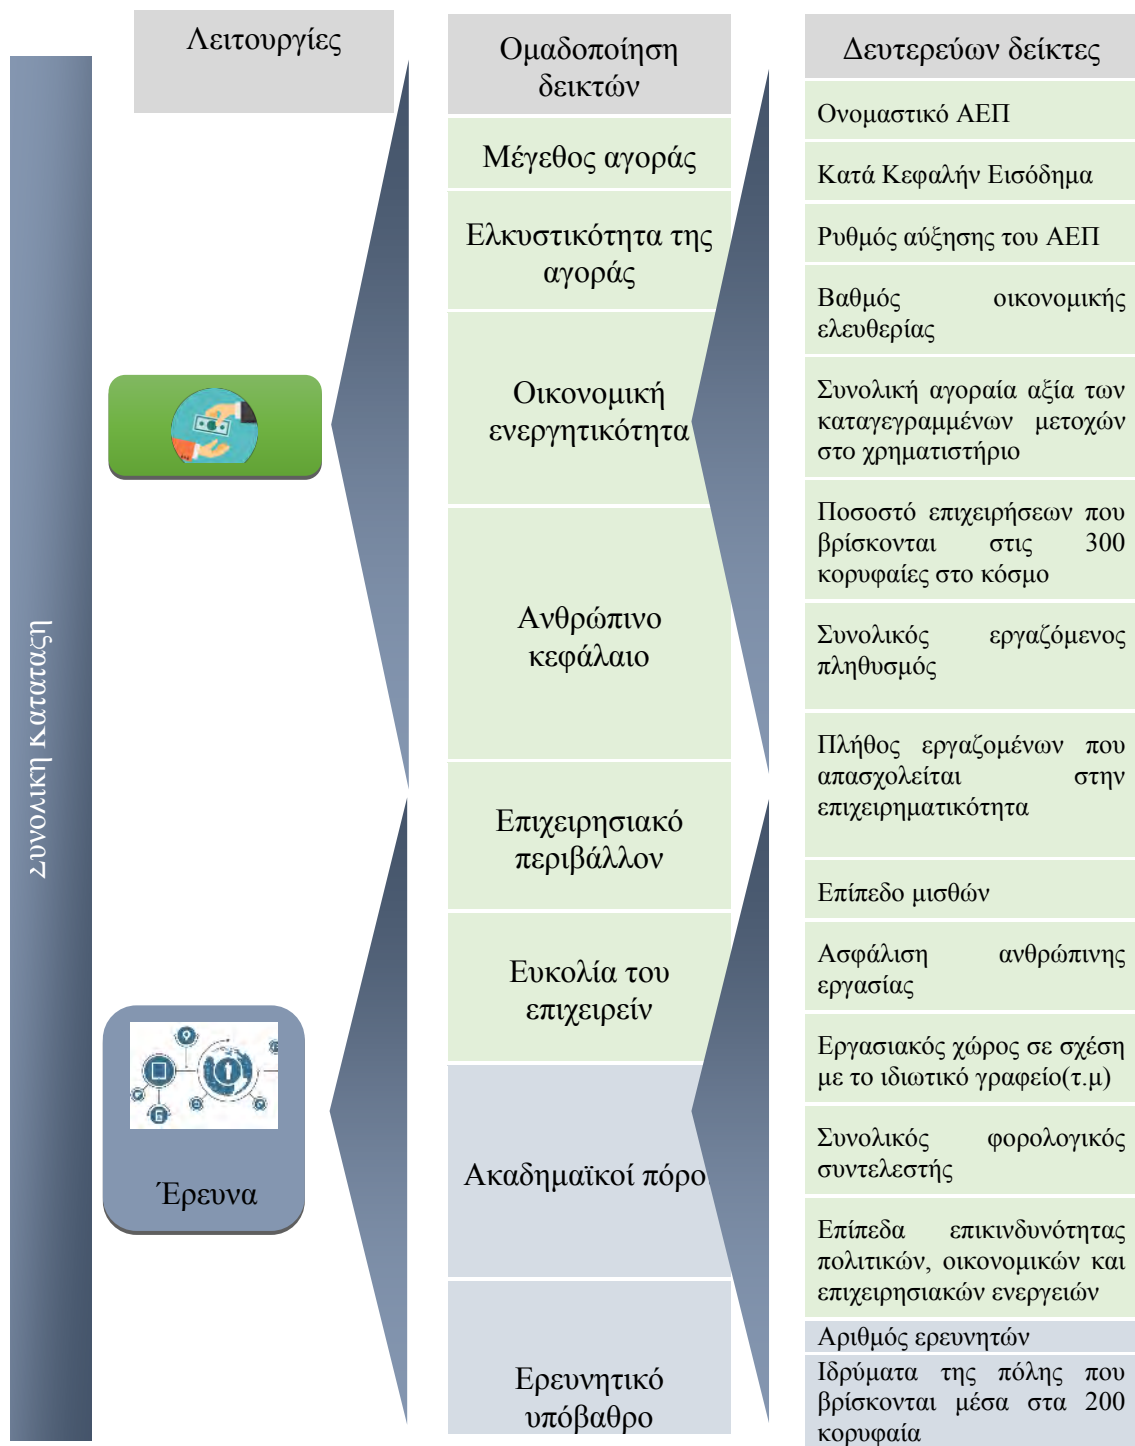 Συνολική Κατάταξη
Λειτουργίες
Έρευνα
Ομαδοποίηση
δεικτών
Μέγεθος αγοράς
Ελκυστικότητα της
αγοράς
Οικονομική
ενεργητικότητα
Ανθρώπινο
κεφάλαιο
Επιχειρησιακό
περιβάλλον
Ευκολία του
επιχειρείν
Ακαδημαϊκοί πόρο
Ερευνητικό
υπόβαθρο
Δευτερεύων δείκτες
Ονομαστικό ΑΕΠ
Κατά Κεφαλήν Εισόδημα
Ρυθμός αύξησης του ΑΕΠ
Βαθμός οικονομικής
ελευθερίας
Συνολική αγοραία αξία των
καταγεγραμμένων μετοχών
στο χρηματιστήριο
Ποσοστό επιχειρήσεων που
βρίσκονται στις 300
κορυφαίες στο κόσμο
Συνολικός εργαζόμενος
πληθυσμός
Πλήθος εργαζομένων που
απασχολείται στην
επιχειρηματικότητα
Επίπεδο μισθών
Ασφάλιση ανθρώπινης
εργασίας
Εργασιακός χώρος σε σχέση
με το ιδιωτικό γραφείο(τ.μ)
Συνολικός φορολογικός
συντελεστής
Επίπεδα επικινδυνότητας
πολιτικών, οικονομικών και
επιχειρησιακών ενεργειών
Αριθμός ερευνητών
Ιδρύματα της πόλης που
βρίσκονται μέσα στα 200
κορυφαία